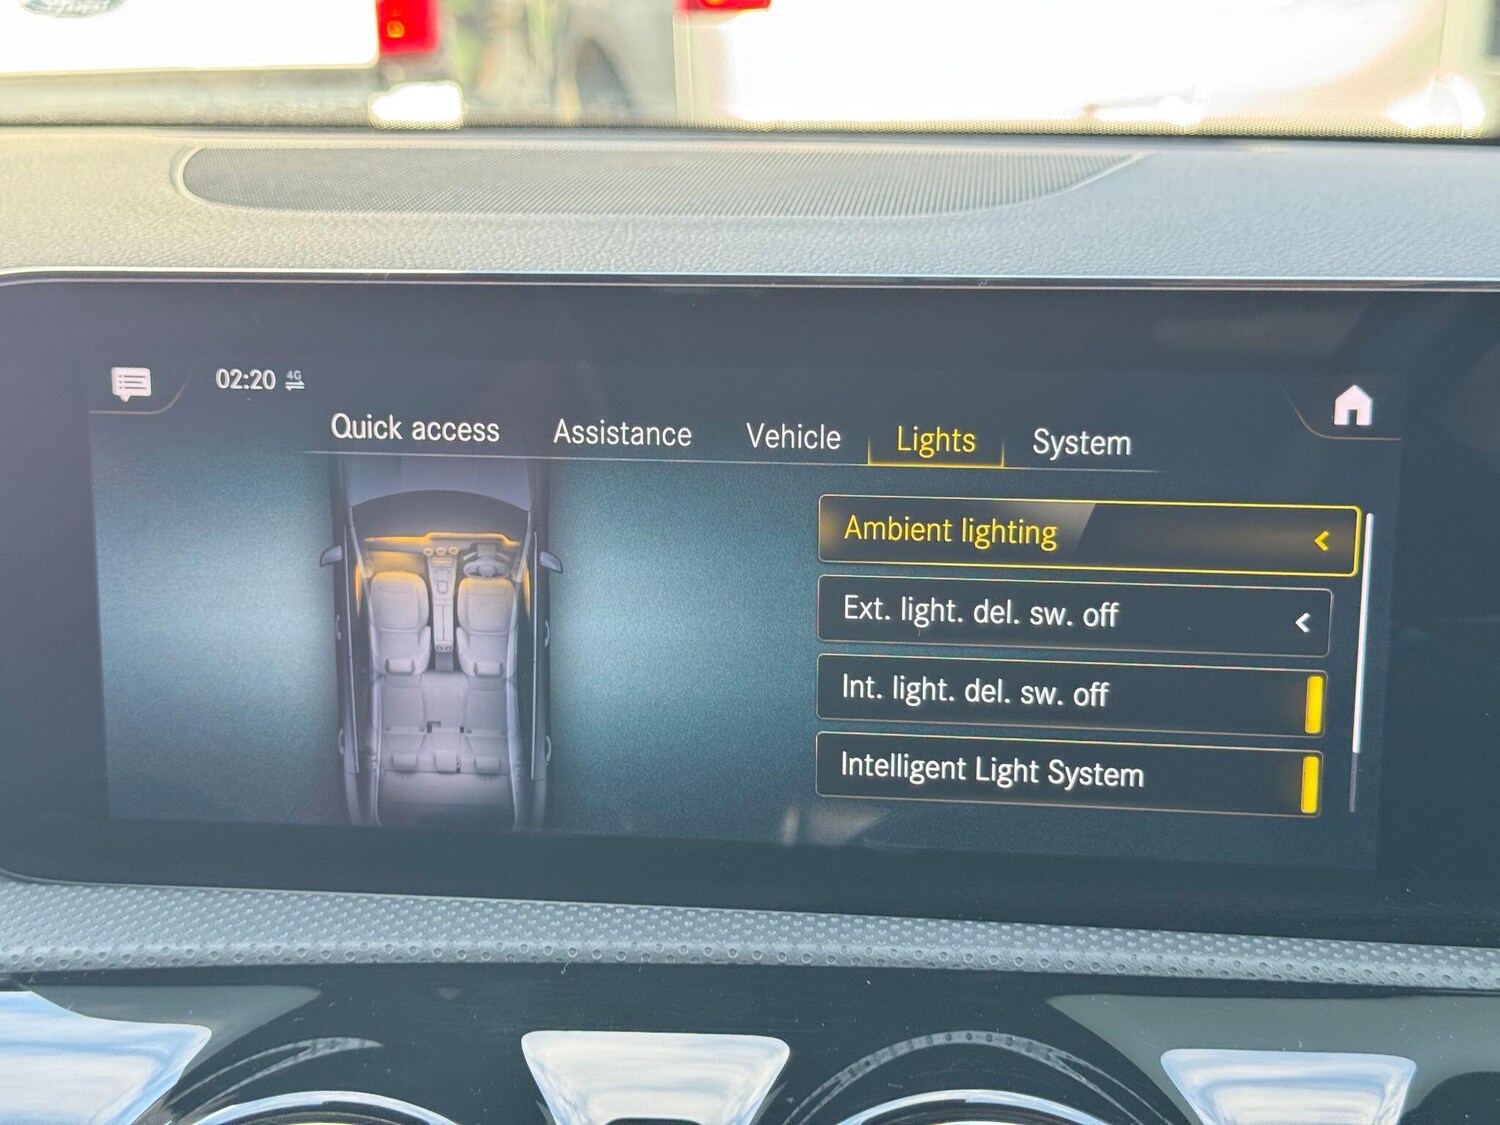 02:20 4G
Quick access Assistance Vehicle Lights System
Ambient lighting
Ext. light. del. sw. off
Int. light. del. sw. off
Intelligent Light System